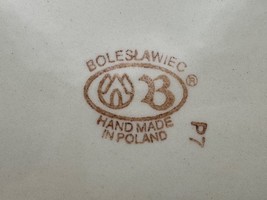 BOLESŁAWIEC
B®
HAND MADE
IN POLAND
P7